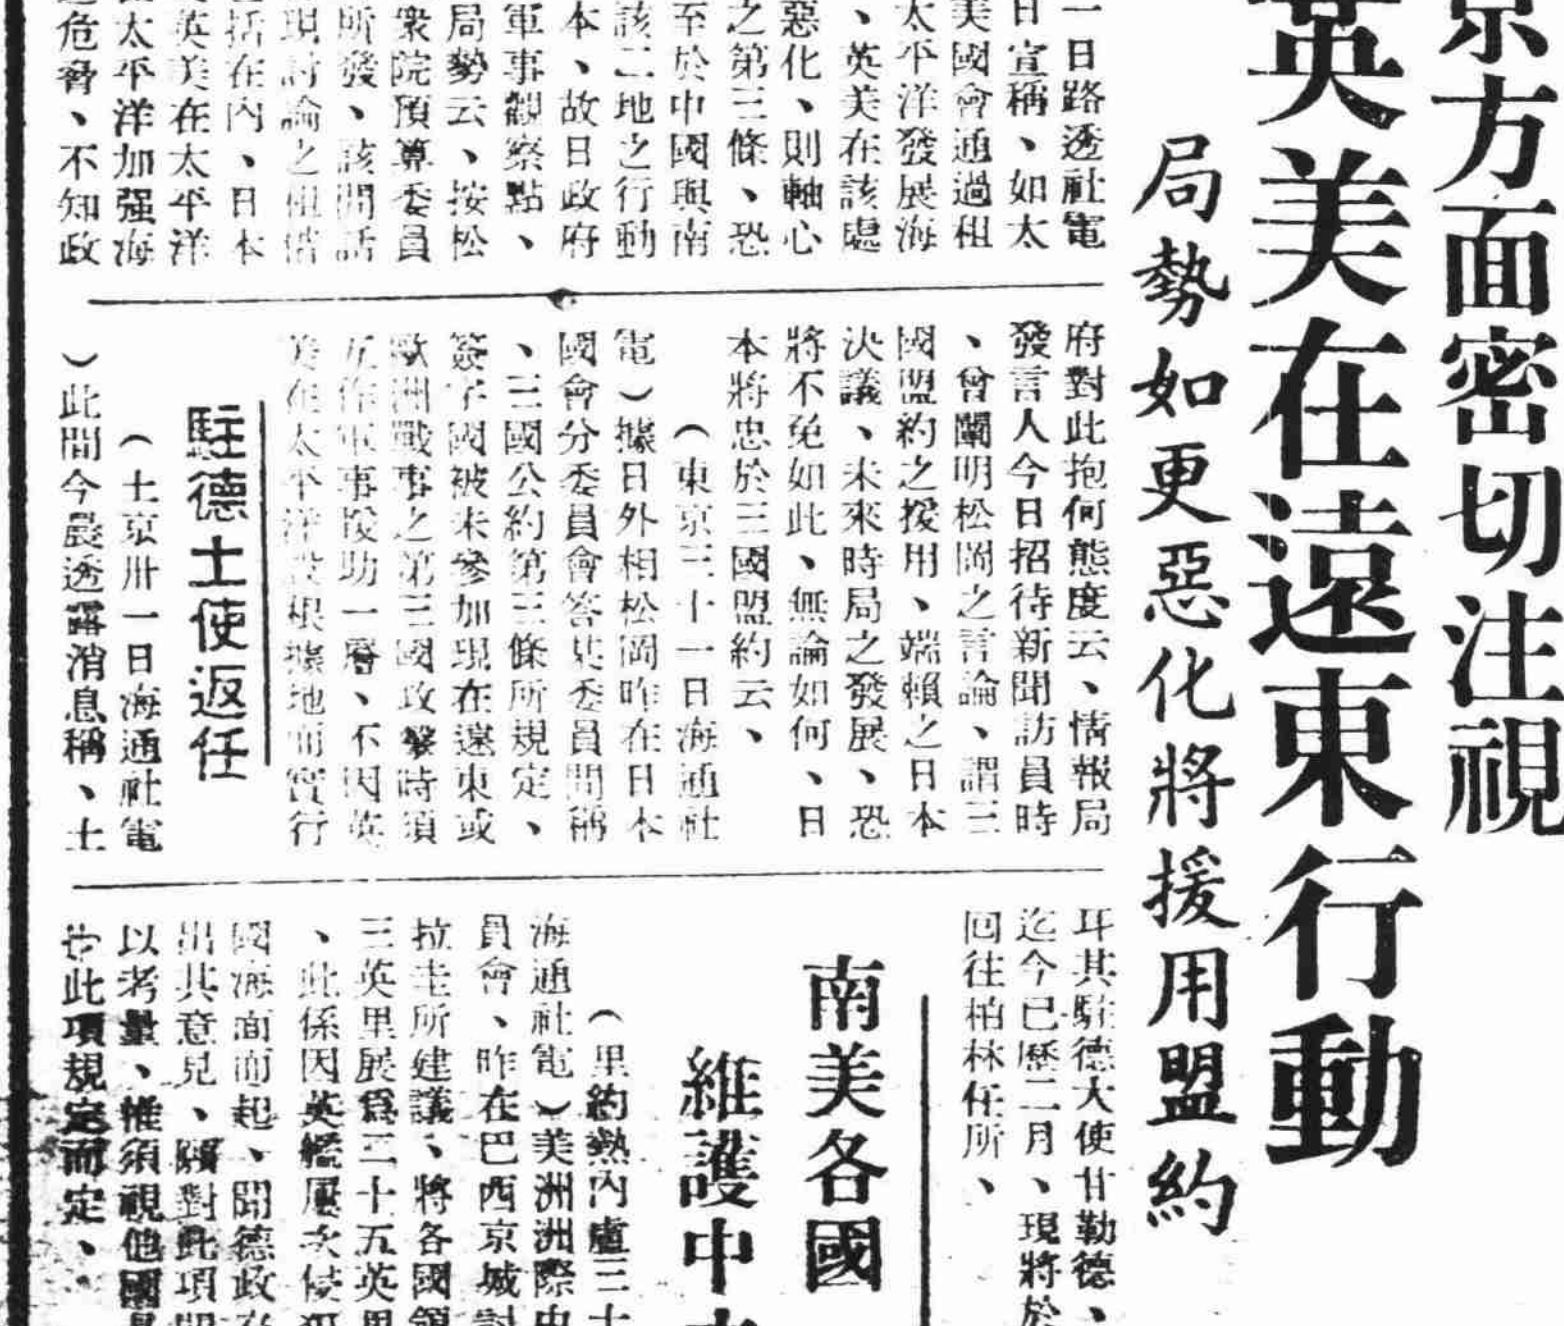 京方面密切注視
英美在遠東行動
局勢如更惡化將援用盟約
一日路透社電
日宣稱、如太
美國會通過租
太平洋發展海
、英美在該處
惡化、則軸心
之第三條、恐
至於中國與南
該二地之行動
本、故日政府
軍事觀察點、
局勢云、按松
衆院預算委員
所發、該間話
現討論之租借
括在內、日本
英美在太平洋
太平洋加强海
危脅、不知政
府對此抱何態度云、情報局
發言人今日招待新聞訪員時
、曾闡明松岡之言論、謂三
國盟約之援用、端賴之日本
決議、未來時局之發展、恐
將不免如此、無論如何、日
本將忠於三國盟約云、
（東京三十一日海通社
電）據日外相松岡昨在日本
國會分委員會答某委員問稱
、三國公約第三條所規定、
簽字國被未參加現在遠東或
歐洲戰事之第三國攻擊時須
互作軍事援助一層、不因英
美在太平洋設根據地而實行
駐德土使返任
（土京卅一日海通社電
）此間今晨透露消息稱、土
耳其駐德大使甘勒德、
迄今已歷二月、現將於
回往柏林任所、
南美各國
維護中
（里約熱內盧三十
海通社電）美洲洲際中
員會、昨在巴西京城討
拉圭所建議、將各國領
三英里展爲二十五英里
、此係因英艦屢次侵犯
國海面而起、聞德政府
出其意見、關對此項
以考量、惟須視他國
此項規定而定、